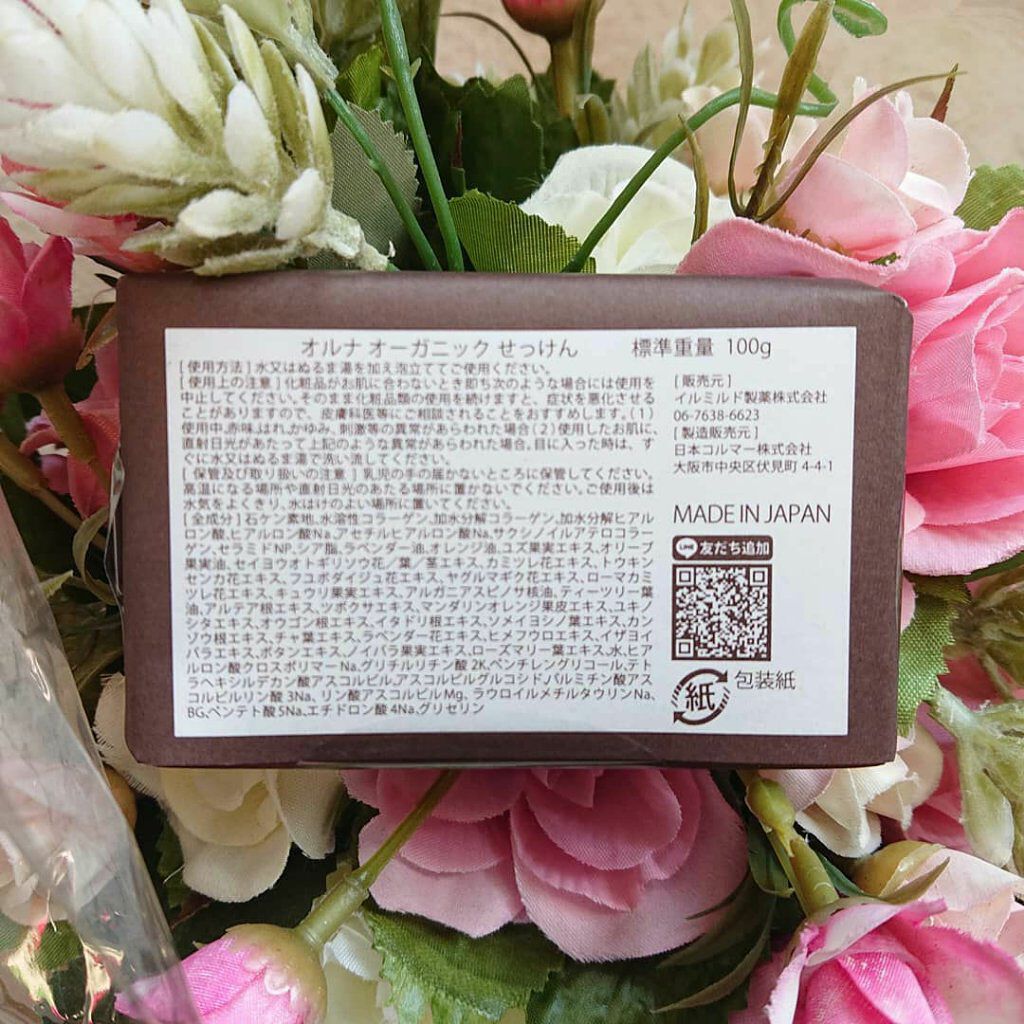 オルナ オーガニック せっけん　標準重量 100g
[ 使用方法 ] 水又はぬるま湯を加え泡立ててご使用ください。
[ 使用上の注意 ] 化粧品がお肌に合わないとき即ち次のような場合には使用を
中止してください。そのまま化粧品類の使用を続けますと、症状を悪化させる
ことがありますので、皮膚科医等にご相談されることをおすすめします。(1)
使用中、赤味、はれ、かゆみ、刺激等の異常があらわれた場合(2)使用したお肌に、
直射日光があたって上記のような異常があらわれた場合。目に入った時は、す
ぐに水又はぬるま湯で洗い流してください。
[ 保管及び取り扱いの注意 ] 乳児の手の届かないところに保管してください。
高温になる場所や直射日光のあたる場所に置かないでください。ご使用後は
水気をよくきり、水はけのよい場所に置いてください。
[ 全成分 ] 石ケン素地、水溶性コラーゲン、加水分解コラーゲン、加水分解ヒアル
ロン酸、ヒアルロン酸Na、アセチルヒアルロン酸Na、サクシノイルアテロコラー
ゲン、セラミドNP、シア脂、ラベンダー油、オレンジ油、ユズ果実エキス、オリーブ
果実油、セイヨウオトギリソウ花／葉／茎エキス、カミツレ花エキス、トウキン
センカ花エキス、フユボダイジュ花エキス、ヤグルマギク花エキス、ローマカミ
ツレ花エキス、キュウリ果実エキス、アルガニアスピノサ核油、ティーツリー葉
油、アルテア根エキス、ツボクサエキス、マンダリンオレンジ果皮エキス、ユキノ
シタエキス、オウゴン根エキス、イタドリ根エキス、ソメイヨシノ葉エキス、カン
ゾウ根エキス、チャ葉エキス、ラベンダー花エキス、ヒメフウロエキス、イザヨイ
バラエキス、ボタンエキス、ノイバラ果実エキス、ローズマリー葉エキス、水、ヒア
ルロン酸クロスポリマーNa、グリチルリチン酸 2K、ペンチレングリコール、テト
ラヘキシルデカン酸アスコルビル、アスコルビルグルコシド、パルミチン酸アス
コルビルリン酸 3Na、リン酸アスコルビルMg、ラウロイルメチルタウリンNa、
BG、ペンテト酸 5Na、エチドロン酸 4Na、グリセリン
[ 販売元 ]
イルミルド製薬株式会社
06-7638-6623
[ 製造販売元 ]
日本コルマー株式会社
大阪市中央区伏見町 4-4-1
MADE IN JAPAN
LINE 友だち追加
紙 包装紙